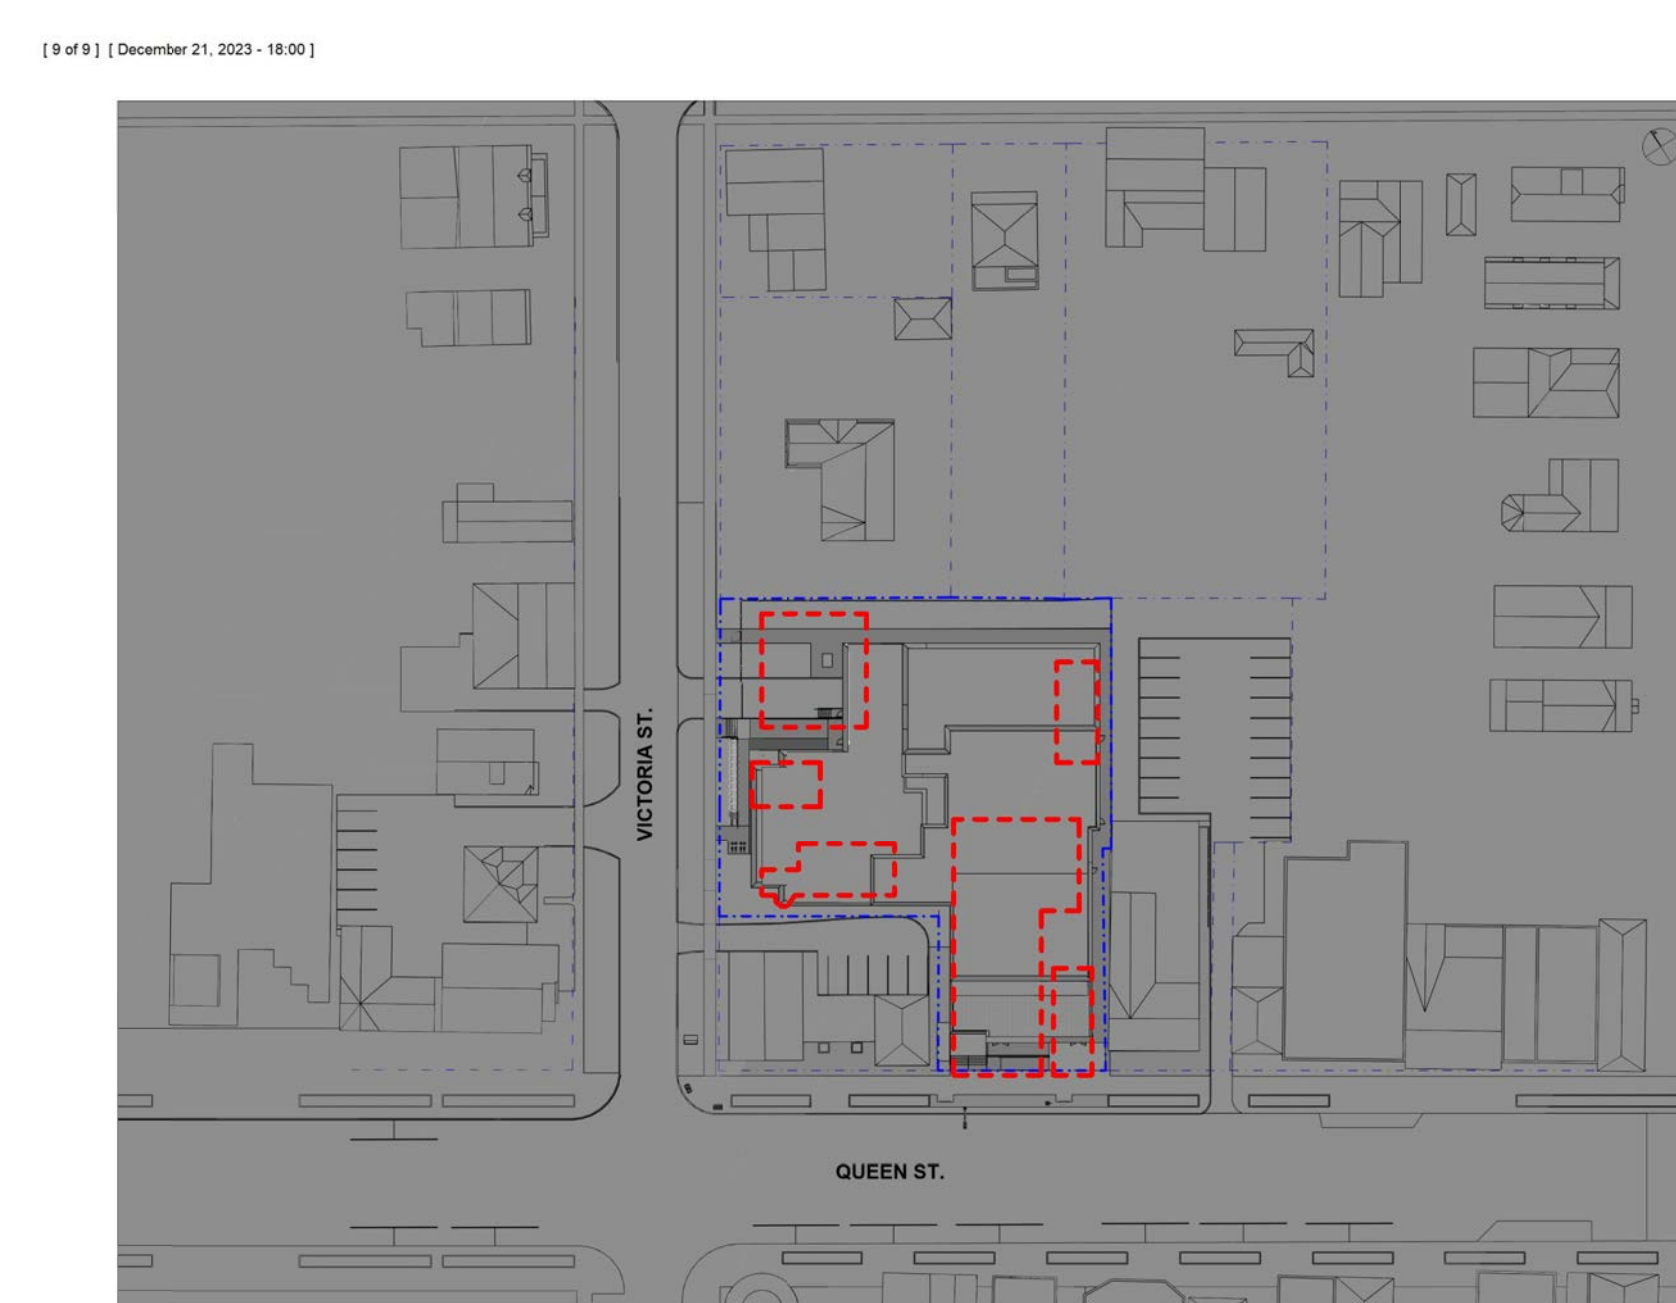 [ 9 of 9 ] [ December 21, 2023 - 18:00 ]
VICTORIA ST.
QUEEN ST.